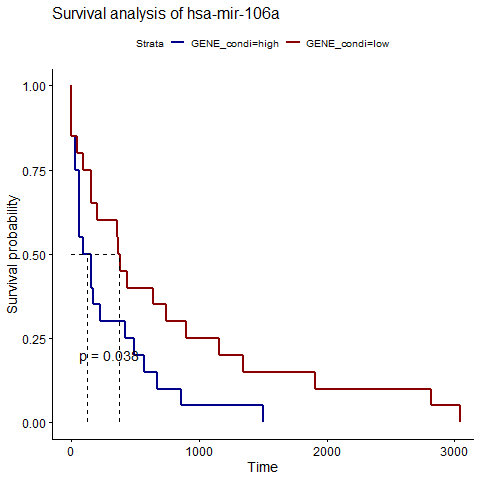 Survival analysis of hsa-mir-106a
Strata GENE_condi=high GENE_condi=low
Survival probability
1.00
0.75
0.50
0.25
0.00
p = 0.038
0 1000 2000 3000
Time